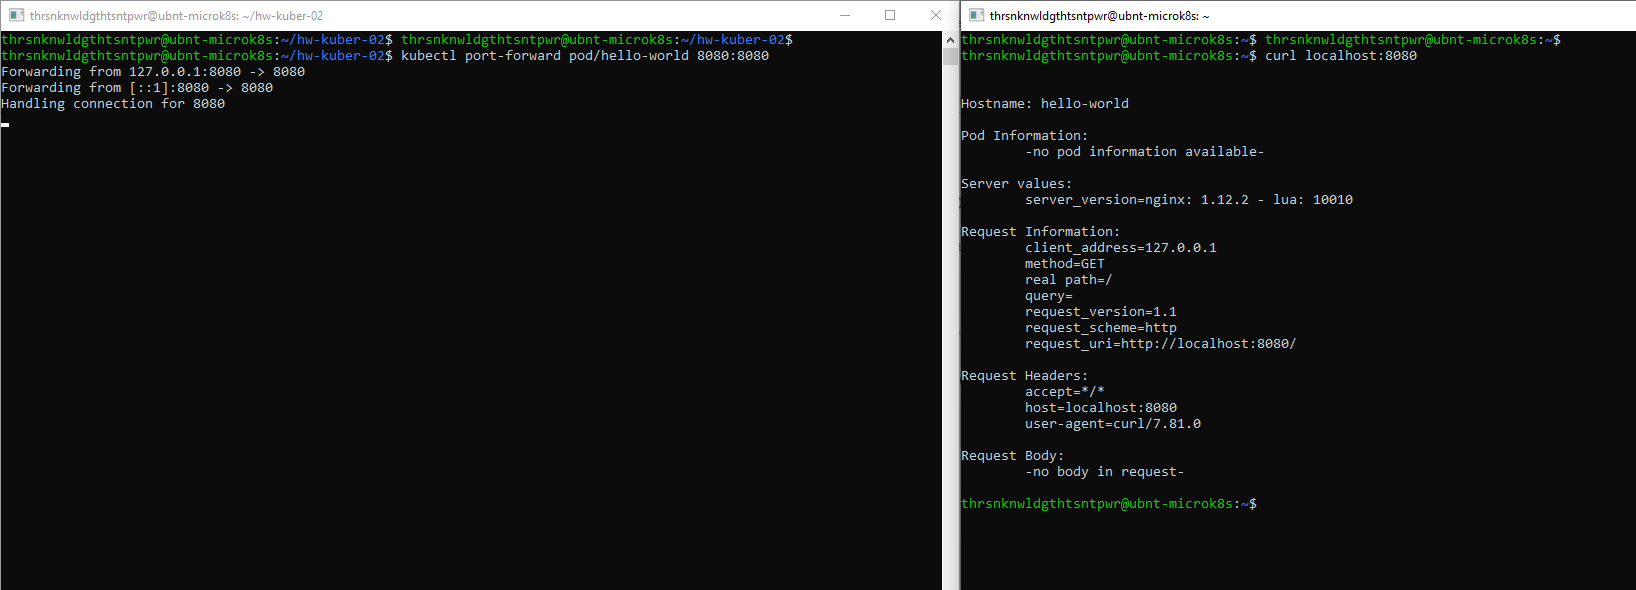 thrsnknwldgthtsntpwr@ubnt-microk8s: ~/hw-kuber-02
thrsnknwldgthtsntpwr@ubnt-microk8s:~/hw-kuber-02$ thrsnknwldgthtsntpwr@ubnt-microk8s:~/hw-kuber-02$
thrsnknwldgthtsntpwr@ubnt-microk8s:~/hw-kuber-02$ kubectl port-forward pod/hello-world 8080:8080
Forwarding from 127.0.0.1:8080 -> 8080
Forwarding from [::1]:8080 -> 8080
Handling connection for 8080
thrsnknwldgthtsntpwr@ubnt-microk8s: ~
thrsnknwldgthtsntpwr@ubnt-microk8s:~$ thrsnknwldgthtsntpwr@ubnt-microk8s:~$
thrsnknwldgthtsntpwr@ubnt-microk8s:~$ curl localhost:8080
Hostname: hello-world
Pod Information:
-no pod information available-
Server values:
server_version=nginx: 1.12.2 - lua: 10010
Request Information:
client_address=127.0.0.1
method=GET
real path=/
query=
request_version=1.1
request_scheme=http
request_uri=http://localhost:8080/
Request Headers:
accept=*/*
host=localhost:8080
user-agent=curl/7.81.0
Request Body:
-no body in request-
thrsnknwldgthtsntpwr@ubnt-microk8s:~$